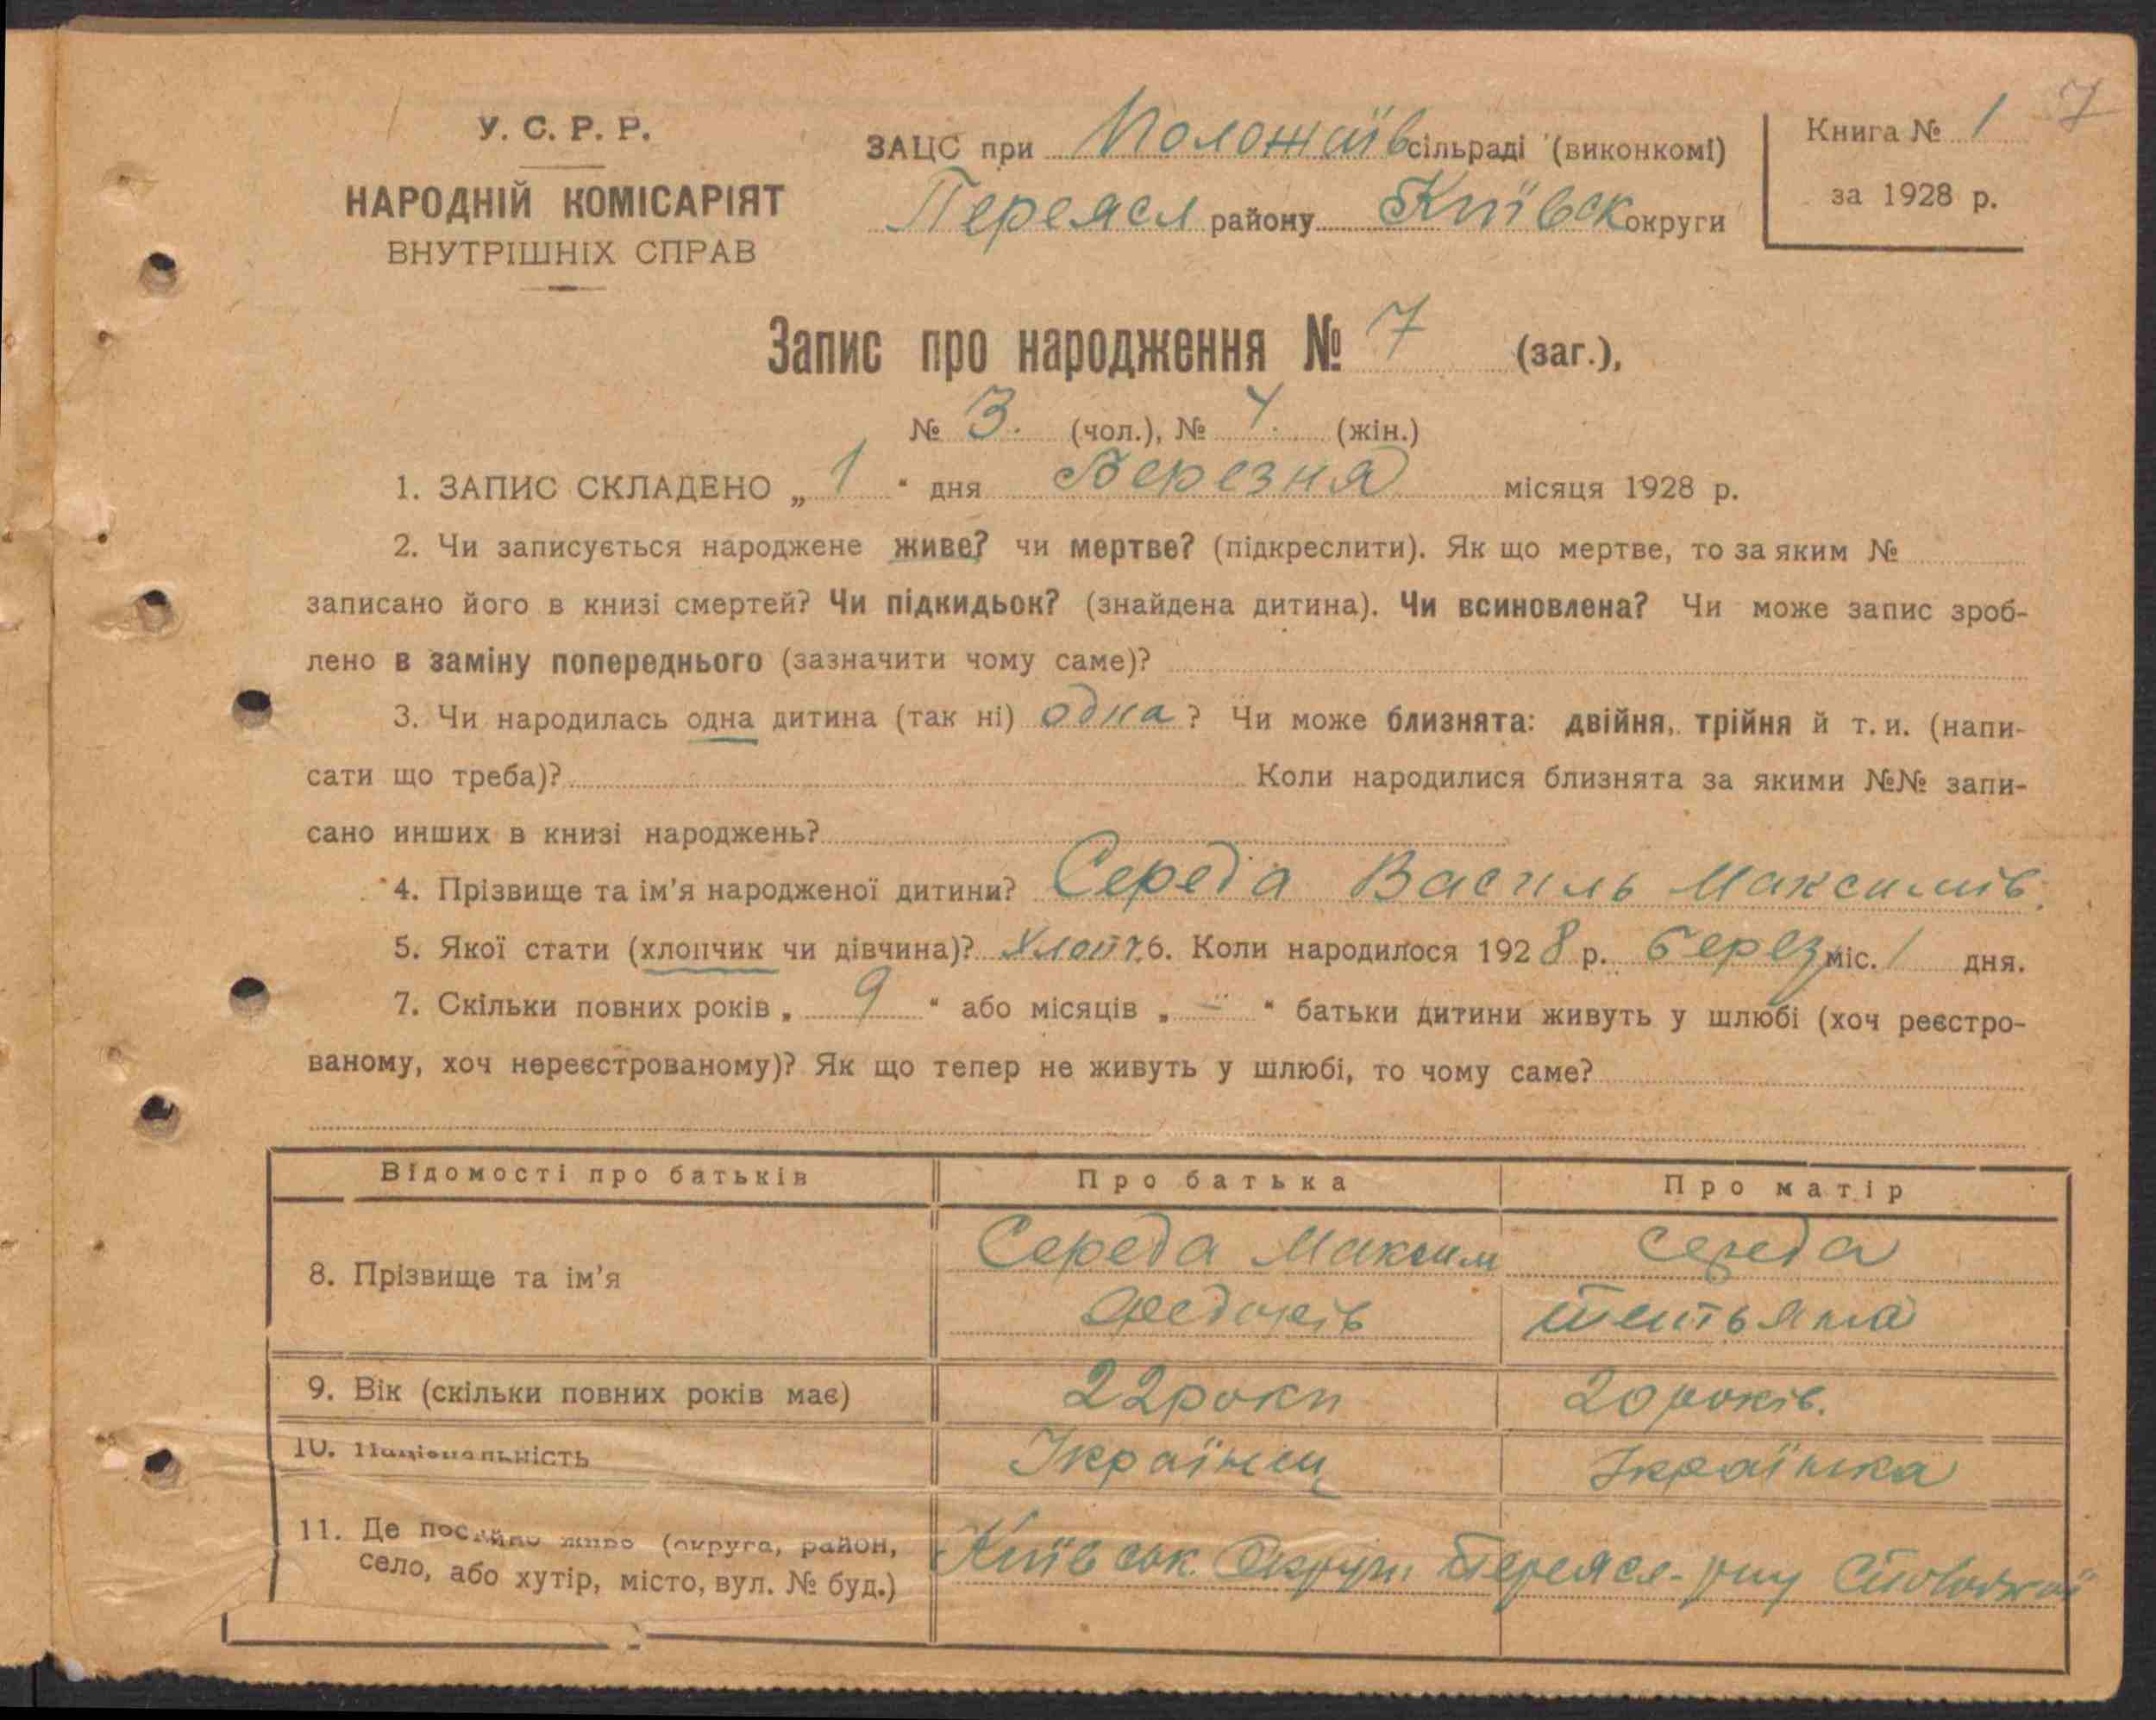 У. С. Р. Р.
НАРОДНІЙ КОМІСАРІЯТ
ВНУТРІШНІХ СПРАВ
ЗАЦС при Положаїв сільраді (виконкомі)
Переясл району Київськ округи
Книга № 1
за 1928 р.
7
Запис про народження № 7 (заг.),
№ 3. (чол.), № 4. (жін.)
1. ЗАПИС СКЛАДЕНО „ 1 " дня Березня місяця 1928 р.
2. Чи записується народжене живе? чи мертве? (підкреслити). Як що мертве, то за яким №
записано його в книзі смертей? Чи підкидьок? (знайдена дитина). Чи всиновлена? Чи може запис зроб-
лено в заміну попереднього (зазначити чому саме)?
3. Чи народилась одна дитина (так ні) одна? Чи може близнята: двійня, трійня й т. и. (напи-
сати що треба)? Коли народилися близнята за якими №№ запи-
сано инших в книзі народжень?
4. Прізвище та ім'я народженої дитини? Середа Василь Максимів.
5. Якої стати (хлопчик чи дівчина)? Хлопч. 6. Коли народилося 1928 р. Берез міс. 1 дня.
7. Скільки повних років „ 9 " або місяців „ – " батьки дитини живуть у шлюбі (хоч реєстро-
ваному, хоч нереєстрованому)? Як що тепер не живуть у шлюбі, то чому саме?
Відомості про батьків Про батька Про матір
8. Прізвище та ім'я
Середа Максим
Середа
Тетьяна
9. Вік (скільки повних років має) 22 роки 20 років.
10. Національність Українец Українка
11. Де постійно живе (округа, район,
село, або хутір, місто, вул. № буд.)
Київськ. Округи Переясл- р-ну